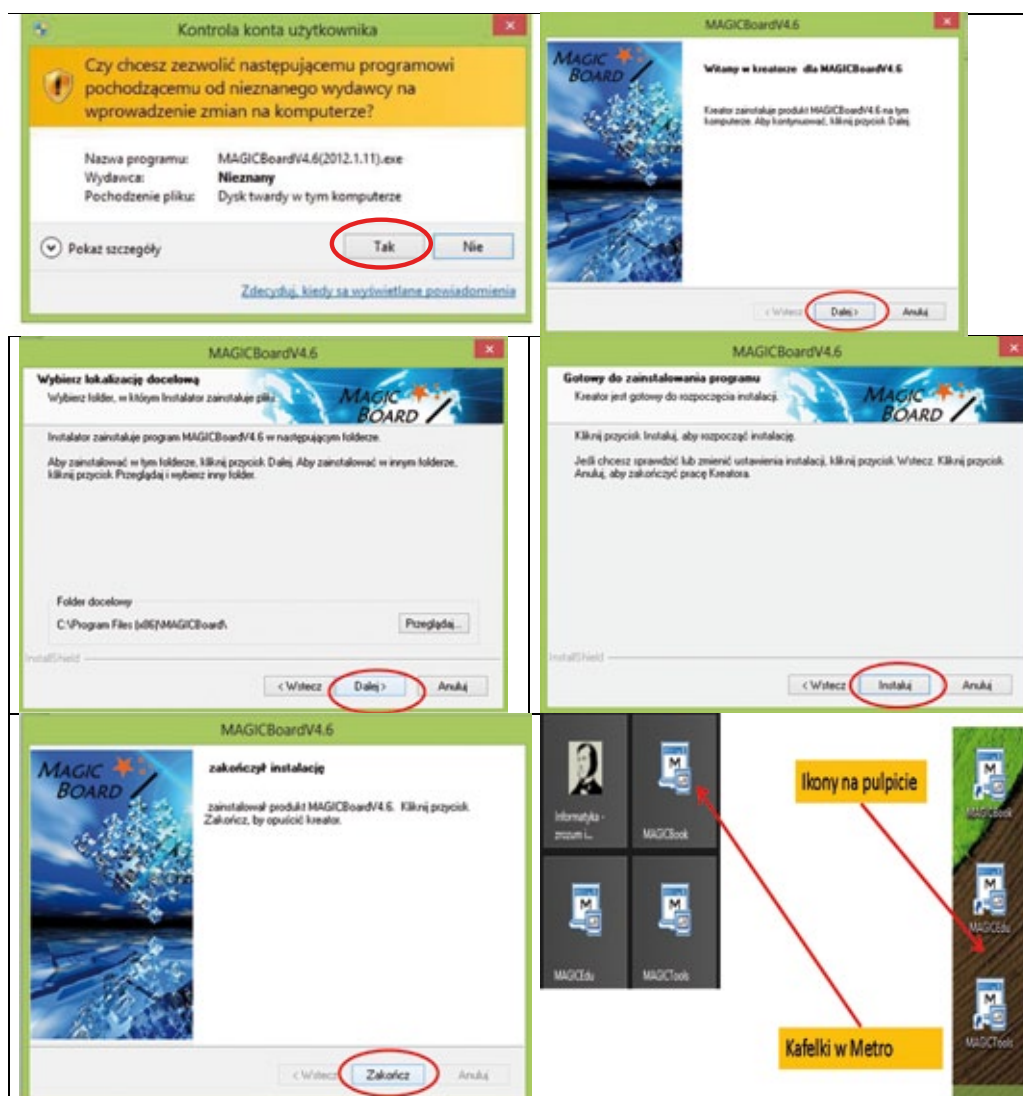 Kontrola konta użytkownika
Czy chcesz zezwolić następującemu programowi
pochodzącemu od nieznanego wydawcy na
wprowadzenie zmian na komputerze?
Nazwa programu: MAGICBoardV4.6(2012.1.11).exe
Wydawca: Nieznany
Pochodzenie pliku: Dysk twardy w tym komputerze
Pokaż szczegóły
Tak
Nie
Zdecyduj, kiedy są wyświetlane powiadomienia
MAGICBoardV4.6
MAGIC
BOARD
Witamy w kreatorze dla MAGICBoardV4.6
Kreator zainstaluje produkt MAGICBoardV4.6 na tym
komputerze. Aby kontynuować, kliknij przycisk Dalej.
< Wstecz
Dalej >
Anuluj
MAGICBoardV4.6
Wybierz lokalizację docelową
Wybierz folder, w którym Instalator zainstaluje pliki
MAGIC
BOARD
Instalator zainstaluje program MAGICBoardV4.6 w następującym folderze.
Aby zainstalować w tym folderze, kliknij przycisk Dalej. Aby zainstalować w innym folderze,
kliknij przycisk Przeglądaj i wybierz inny folder.
Folder docelowy
C:\Program Files (x86)\MAGICBoard\
Przeglądaj...
InstallShield
< Wstecz
Dalej >
Anuluj
MAGICBoardV4.6
Gotowy do zainstalowania programu
Kreator jest gotowy do rozpoczęcia instalacji.
MAGIC
BOARD
Kliknij przycisk Instaluj, aby rozpocząć instalację.
Jeśli chcesz sprawdzić lub zmienić ustawienia instalacji, kliknij przycisk Wstecz. Kliknij przycisk
Anuluj, aby zakończyć pracę Kreatora.
InstallShield
< Wstecz
Instaluj
Anuluj
MAGICBoardV4.6
MAGIC
BOARD
zakończył instalację
zainstalował produkt MAGICBoardV4.6. Kliknij przycisk
Zakończ, by opuścić kreator.
< Wstecz
Zakończ
Anuluj
Informatyka -
zrozum i...
M
MAGICBook
M
MAGICEdu
M
MAGICTools
Ikony na pulpicie
Kafelki w Metro
M
MAGICBook
M
MAGICEdu
M
MAGICTools